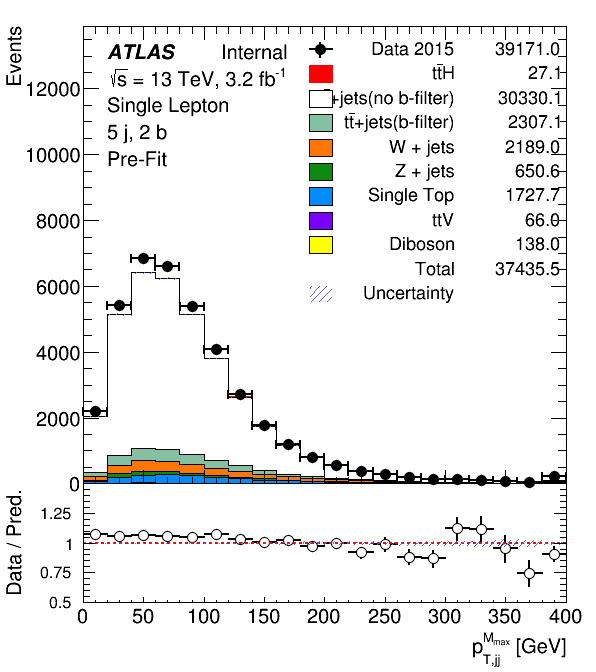 Events
ATLAS Internal
√s = 13 TeV, 3.2 fb⁻¹
Single Lepton
5 j, 2 b
Pre-Fit
Data 2015 39171.0
tt̄H 27.1
+jets(no b-filter) 30330.1
tt̄+jets(b-filter) 2307.1
W + jets 2189.0
Z + jets 650.6
Single Top 1727.7
ttV 66.0
Diboson 138.0
Total 37435.5
Uncertainty
12000
10000
8000
6000
4000
2000
0
Data / Pred.
1.25
1
0.75
0.5
0 50 100 150 200 250 300 350 400
p_{T,jj}^{M_{max}} [GeV]